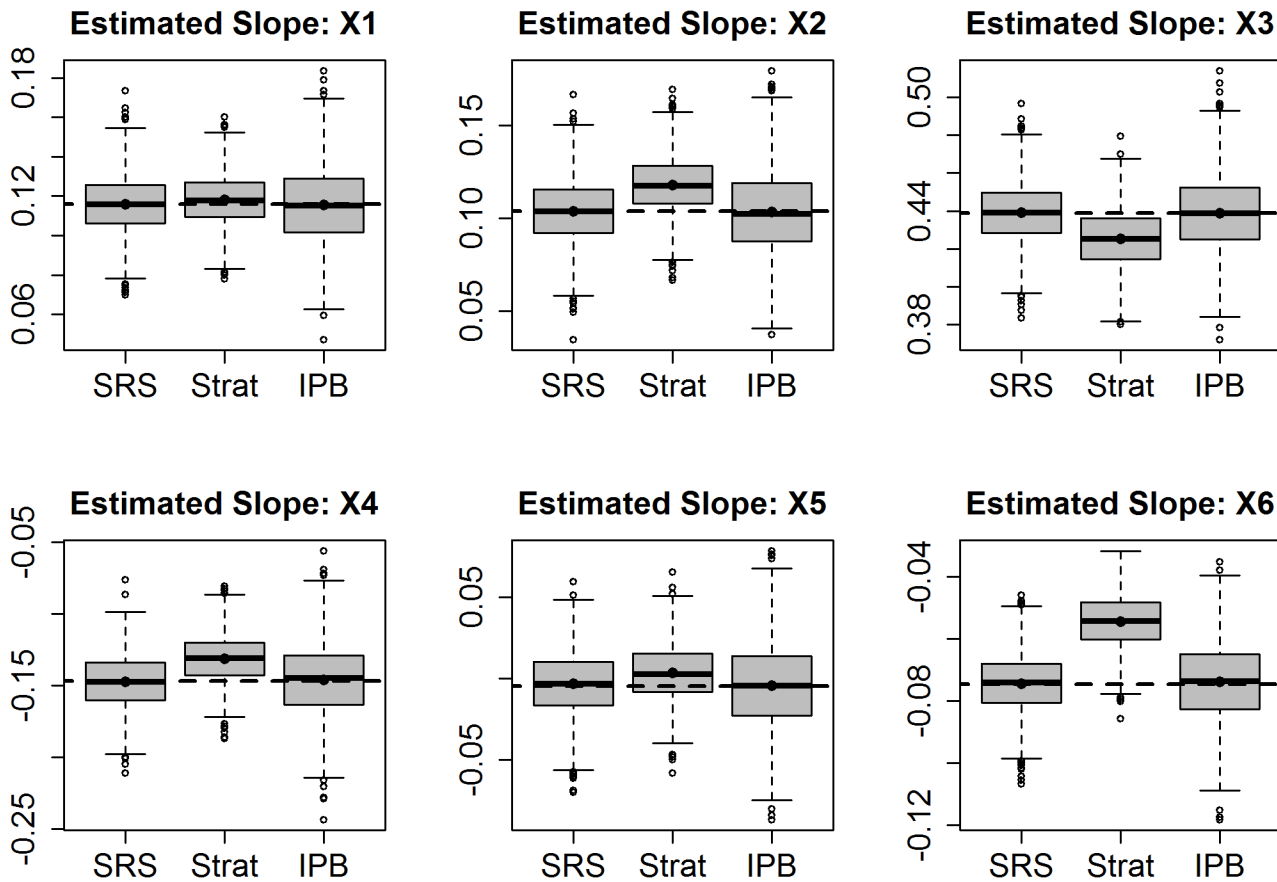 Estimated Slope: X1
0.18
0.12
0.06
SRS Strat IPB
Estimated Slope: X2
0.15
0.10
0.05
SRS Strat IPB
Estimated Slope: X3
0.50
0.44
0.38
SRS Strat IPB
Estimated Slope: X4
-0.05
-0.15
-0.25
SRS Strat IPB
Estimated Slope: X5
0.05
-0.05
SRS Strat IPB
Estimated Slope: X6
-0.04
-0.08
-0.12
SRS Strat IPB